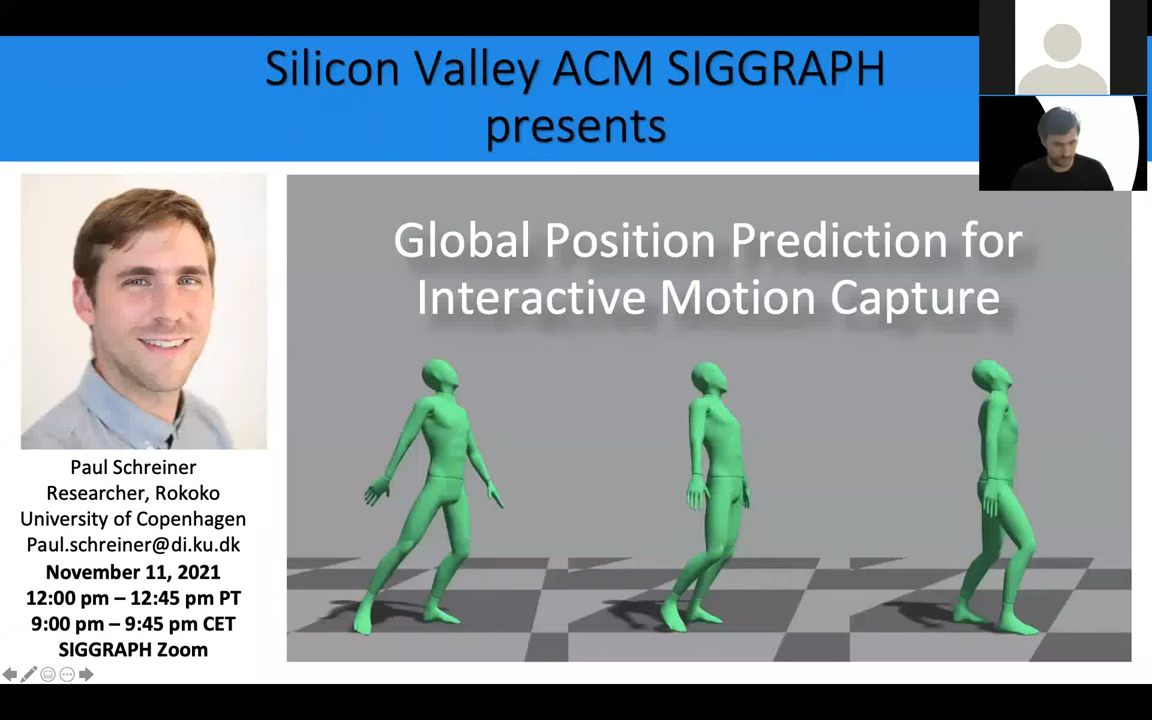 Silicon Valley ACM SIGGRAPH
presents
Global Position Prediction for
Interactive Motion Capture
Paul Schreiner
Researcher, Rokoko
University of Copenhagen
Paul.schreiner@di.ku.dk
November 11, 2021
12:00 pm – 12:45 pm PT
9:00 pm – 9:45 pm CET
SIGGRAPH Zoom